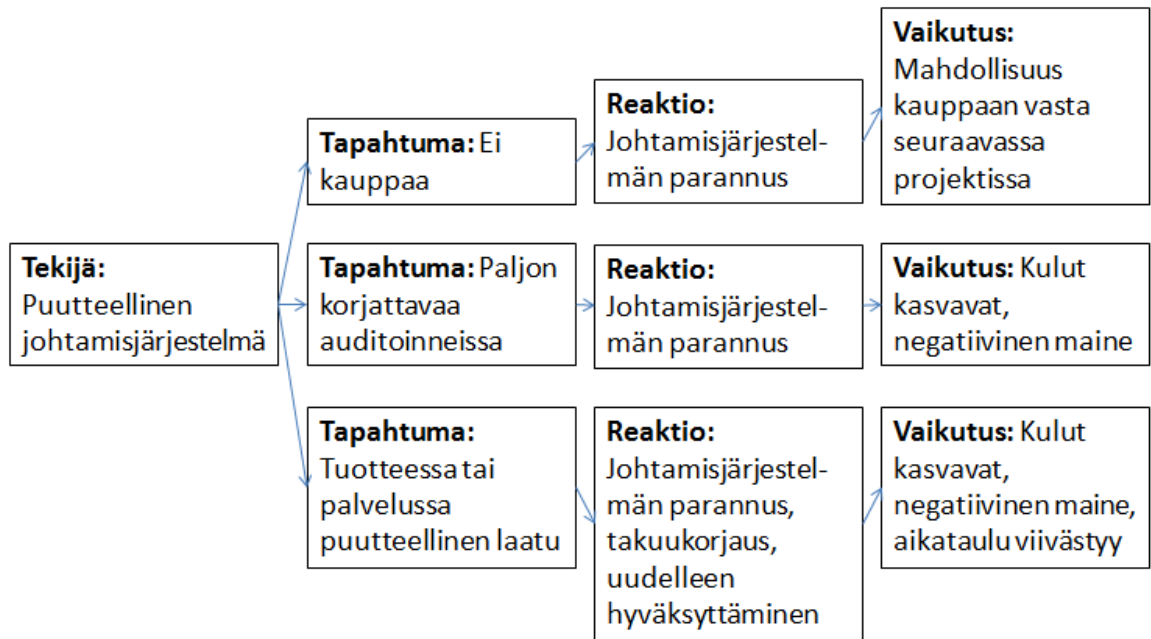 Tekijä:
Puutteellinen
johtamisjärjestelmä
Tapahtuma: Ei
kauppaa
Reaktio:
Johtamisjärjestel-
män parannus
Vaikutus:
Mahdollisuus
kauppaan vasta
seuraavassa
projektissa
Tapahtuma: Paljon
korjattavaa
auditoinneissa
Reaktio:
Johtamisjärjestel-
män parannus
Vaikutus: Kulut
kasvavat,
negatiivinen maine
Tapahtuma:
Tuotteessa tai
palvelussa
puutteellinen laatu
Reaktio:
Johtamisjärjestel-
män parannus,
takuukorjaus,
uudelleen
hyväksyttäminen
Vaikutus: Kulut
kasvavat,
negatiivinen maine,
aikataulu viivästyy